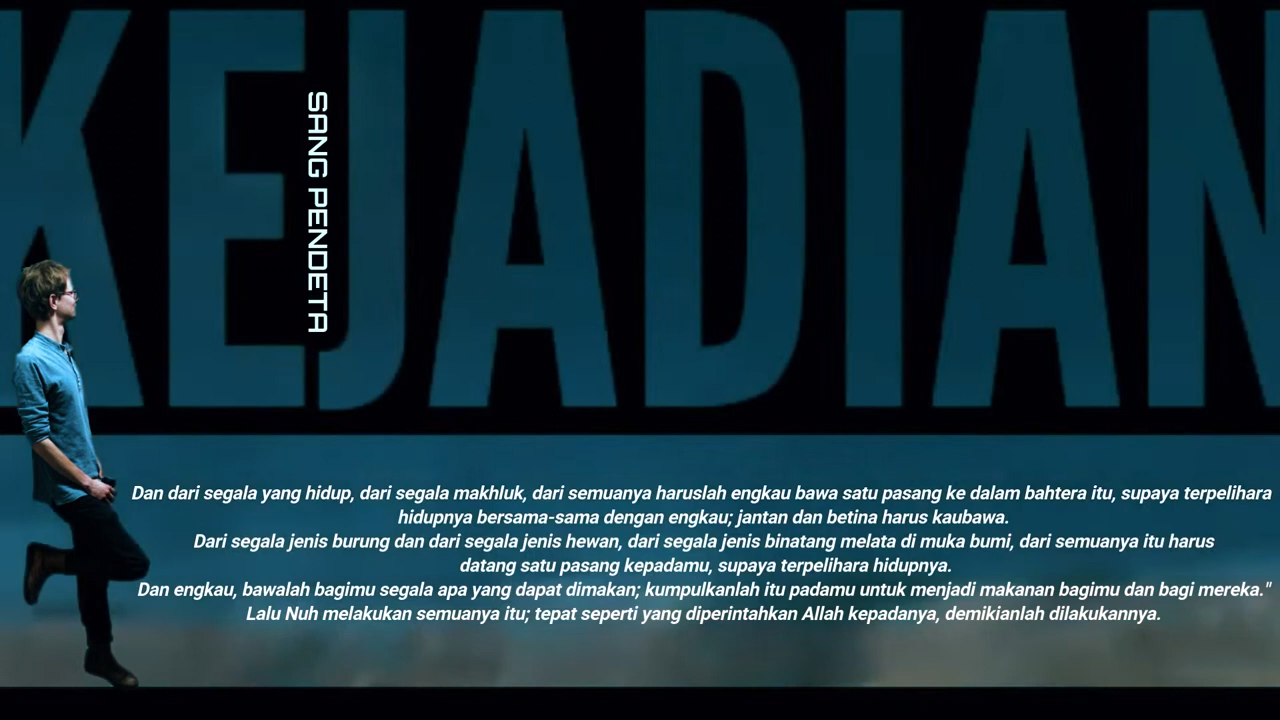 KEJADIAN
SANG PENDETA
Dan dari segala yang hidup, dari segala makhluk, dari semuanya haruslah engkau bawa satu pasang ke dalam bahtera itu, supaya terpelihara
hidupnya bersama-sama dengan engkau; jantan dan betina harus kaubawa.
Dari segala jenis burung dan dari segala jenis hewan, dari segala jenis binatang melata di muka bumi, dari semuanya itu harus
datang satu pasang kepadamu, supaya terpelihara hidupnya.
Dan engkau, bawalah bagimu segala apa yang dapat dimakan; kumpulkanlah itu padamu untuk menjadi makanan bagimu dan bagi mereka."
Lalu Nuh melakukan semuanya itu; tepat seperti yang diperintahkan Allah kepadanya, demikianlah dilakukannya.